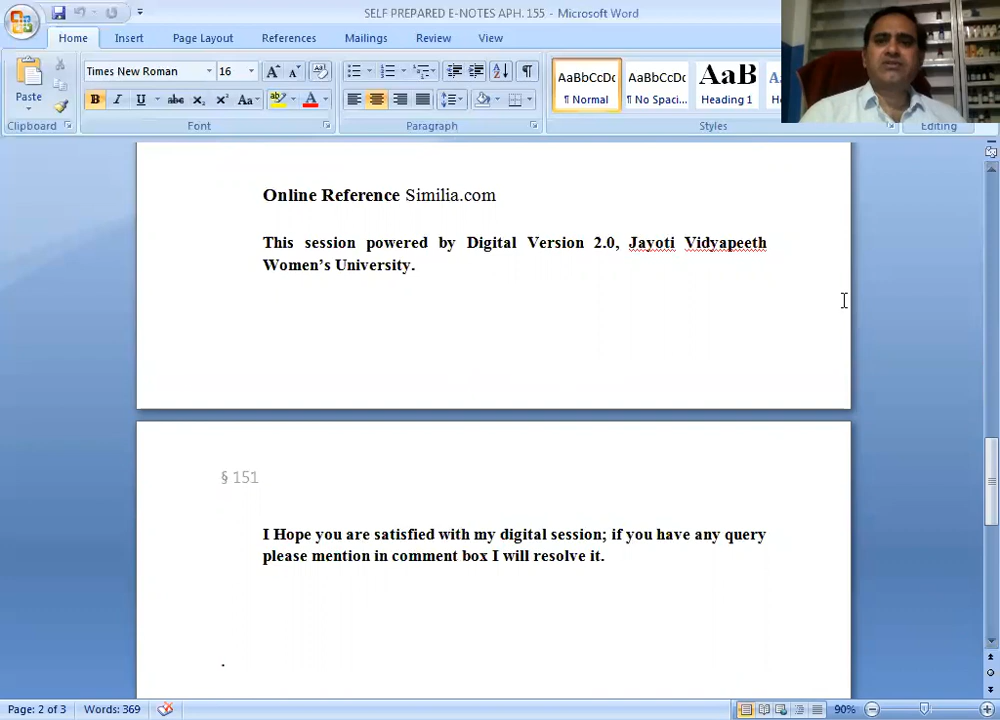 SELF PREPARED E-NOTES APH. 155 - Microsoft Word
Home Insert Page Layout References Mailings Review View
Times New Roman 16
AaBbCcDc AaBbCcDc AaB
Paste
¶ Normal ¶ No Spaci... Heading 1
Clipboard Font Paragraph Styles Editing
Online Reference Similia.com
This session powered by Digital Version 2.0, Jayoti Vidyapeeth
Women's University.
§ 151
I Hope you are satisfied with my digital session; if you have any query
please mention in comment box I will resolve it.
.
Page: 2 of 3 Words: 369 90%